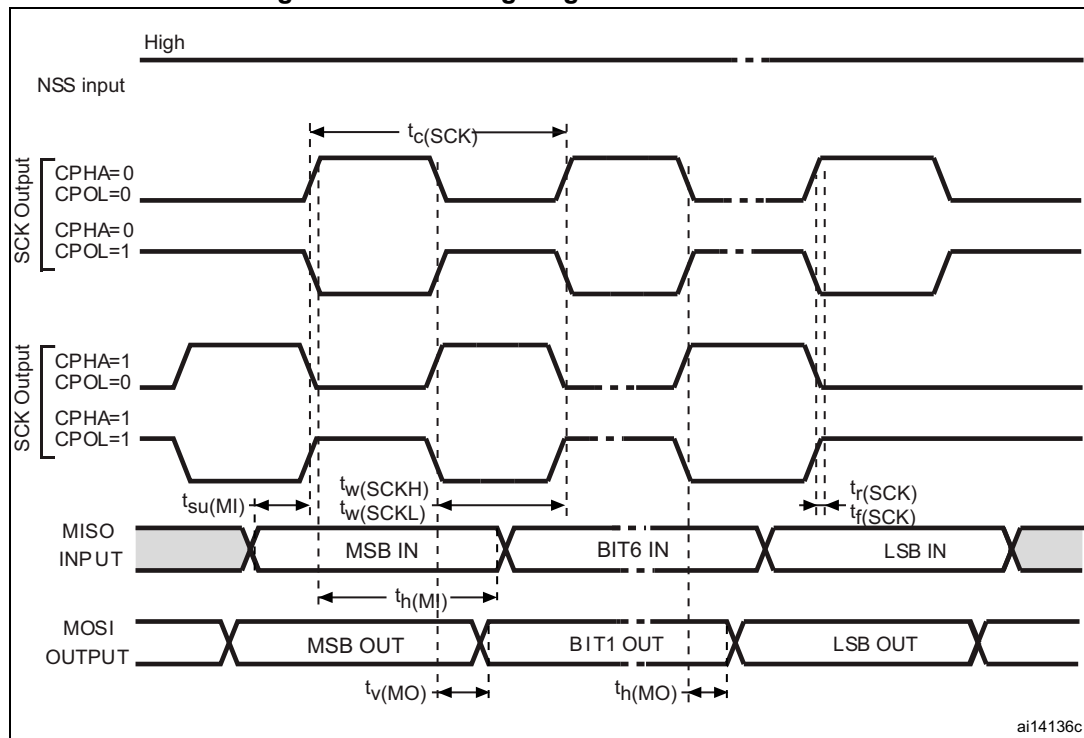 High
NSS input
tc(SCK)
SCK Output
CPHA=0
CPOL=0
CPHA=0
CPOL=1
SCK Output
CPHA=1
CPOL=0
CPHA=1
CPOL=1
tsu(MI)
tw(SCKH)
tw(SCKL)
tr(SCK)
tf(SCK)
MISO
INPUT
MSB IN
BIT6 IN
LSB IN
th(MI)
MOSI
OUTPUT
MSB OUT
BIT1 OUT
LSB OUT
tv(MO)
th(MO)
ai14136c